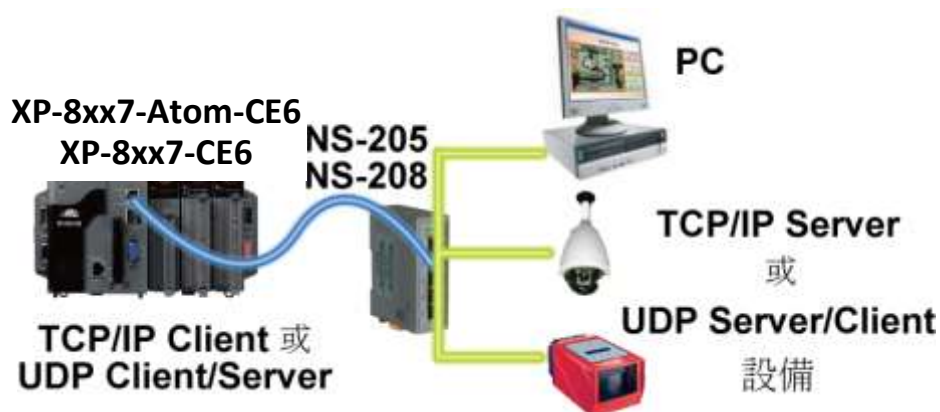 XP-8xx7-Atom-CE6
XP-8xx7-CE6
NS-205
NS-208
PC
TCP/IP Server
或
UDP Server/Client
設備
TCP/IP Client 或
UDP Client/Server